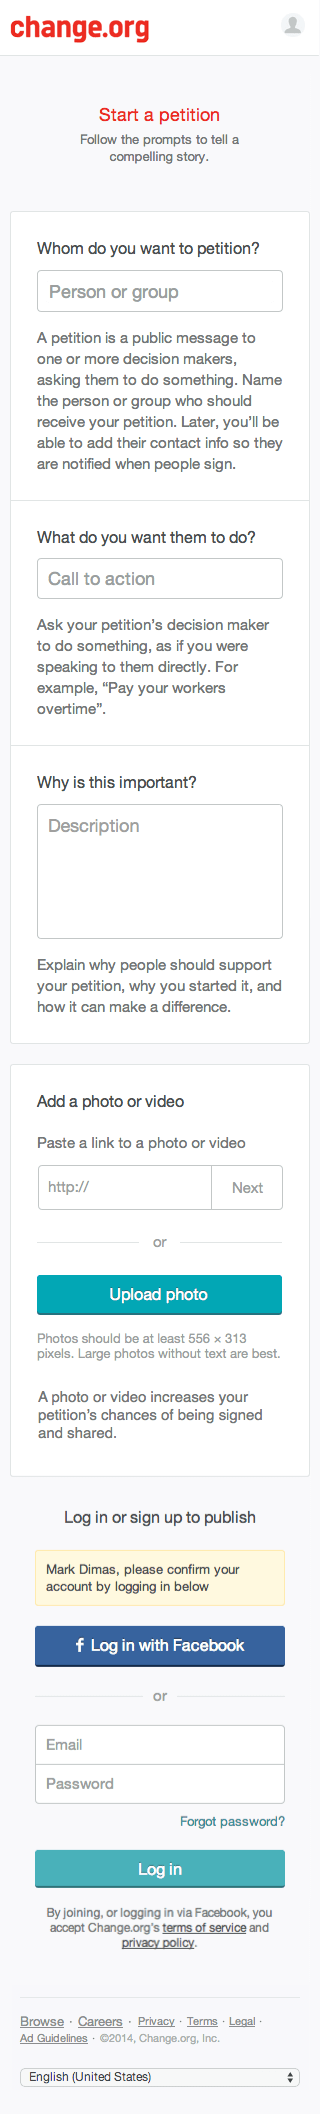 change.org
Start a petition
Follow the prompts to tell a
compelling story.
Whom do you want to petition?
Person or group
A petition is a public message to
one or more decision makers,
asking them to do something. Name
the person or group who should
receive your petition. Later, you’ll be
able to add their contact info so they
are notified when people sign.
What do you want them to do?
Call to action
Ask your petition’s decision maker
to do something, as if you were
speaking to them directly. For
example, “Pay your workers
overtime”.
Why is this important?
Description
Explain why people should support
your petition, why you started it, and
how it can make a difference.
Add a photo or video
Paste a link to a photo or video
http://
Next
or
Upload photo
Photos should be at least 556 × 313
pixels. Large photos without text are best.
A photo or video increases your
petition’s chances of being signed
and shared.
Log in or sign up to publish
Mark Dimas, please confirm your
account by logging in below
f Log in with Facebook
or
Email
Password
Forgot password?
Log in
By joining, or logging in via Facebook, you
accept Change.org’s terms of service and
privacy policy.
Browse · Careers · Privacy · Terms · Legal ·
Ad Guidelines · ©2014, Change.org, Inc.
English (United States)